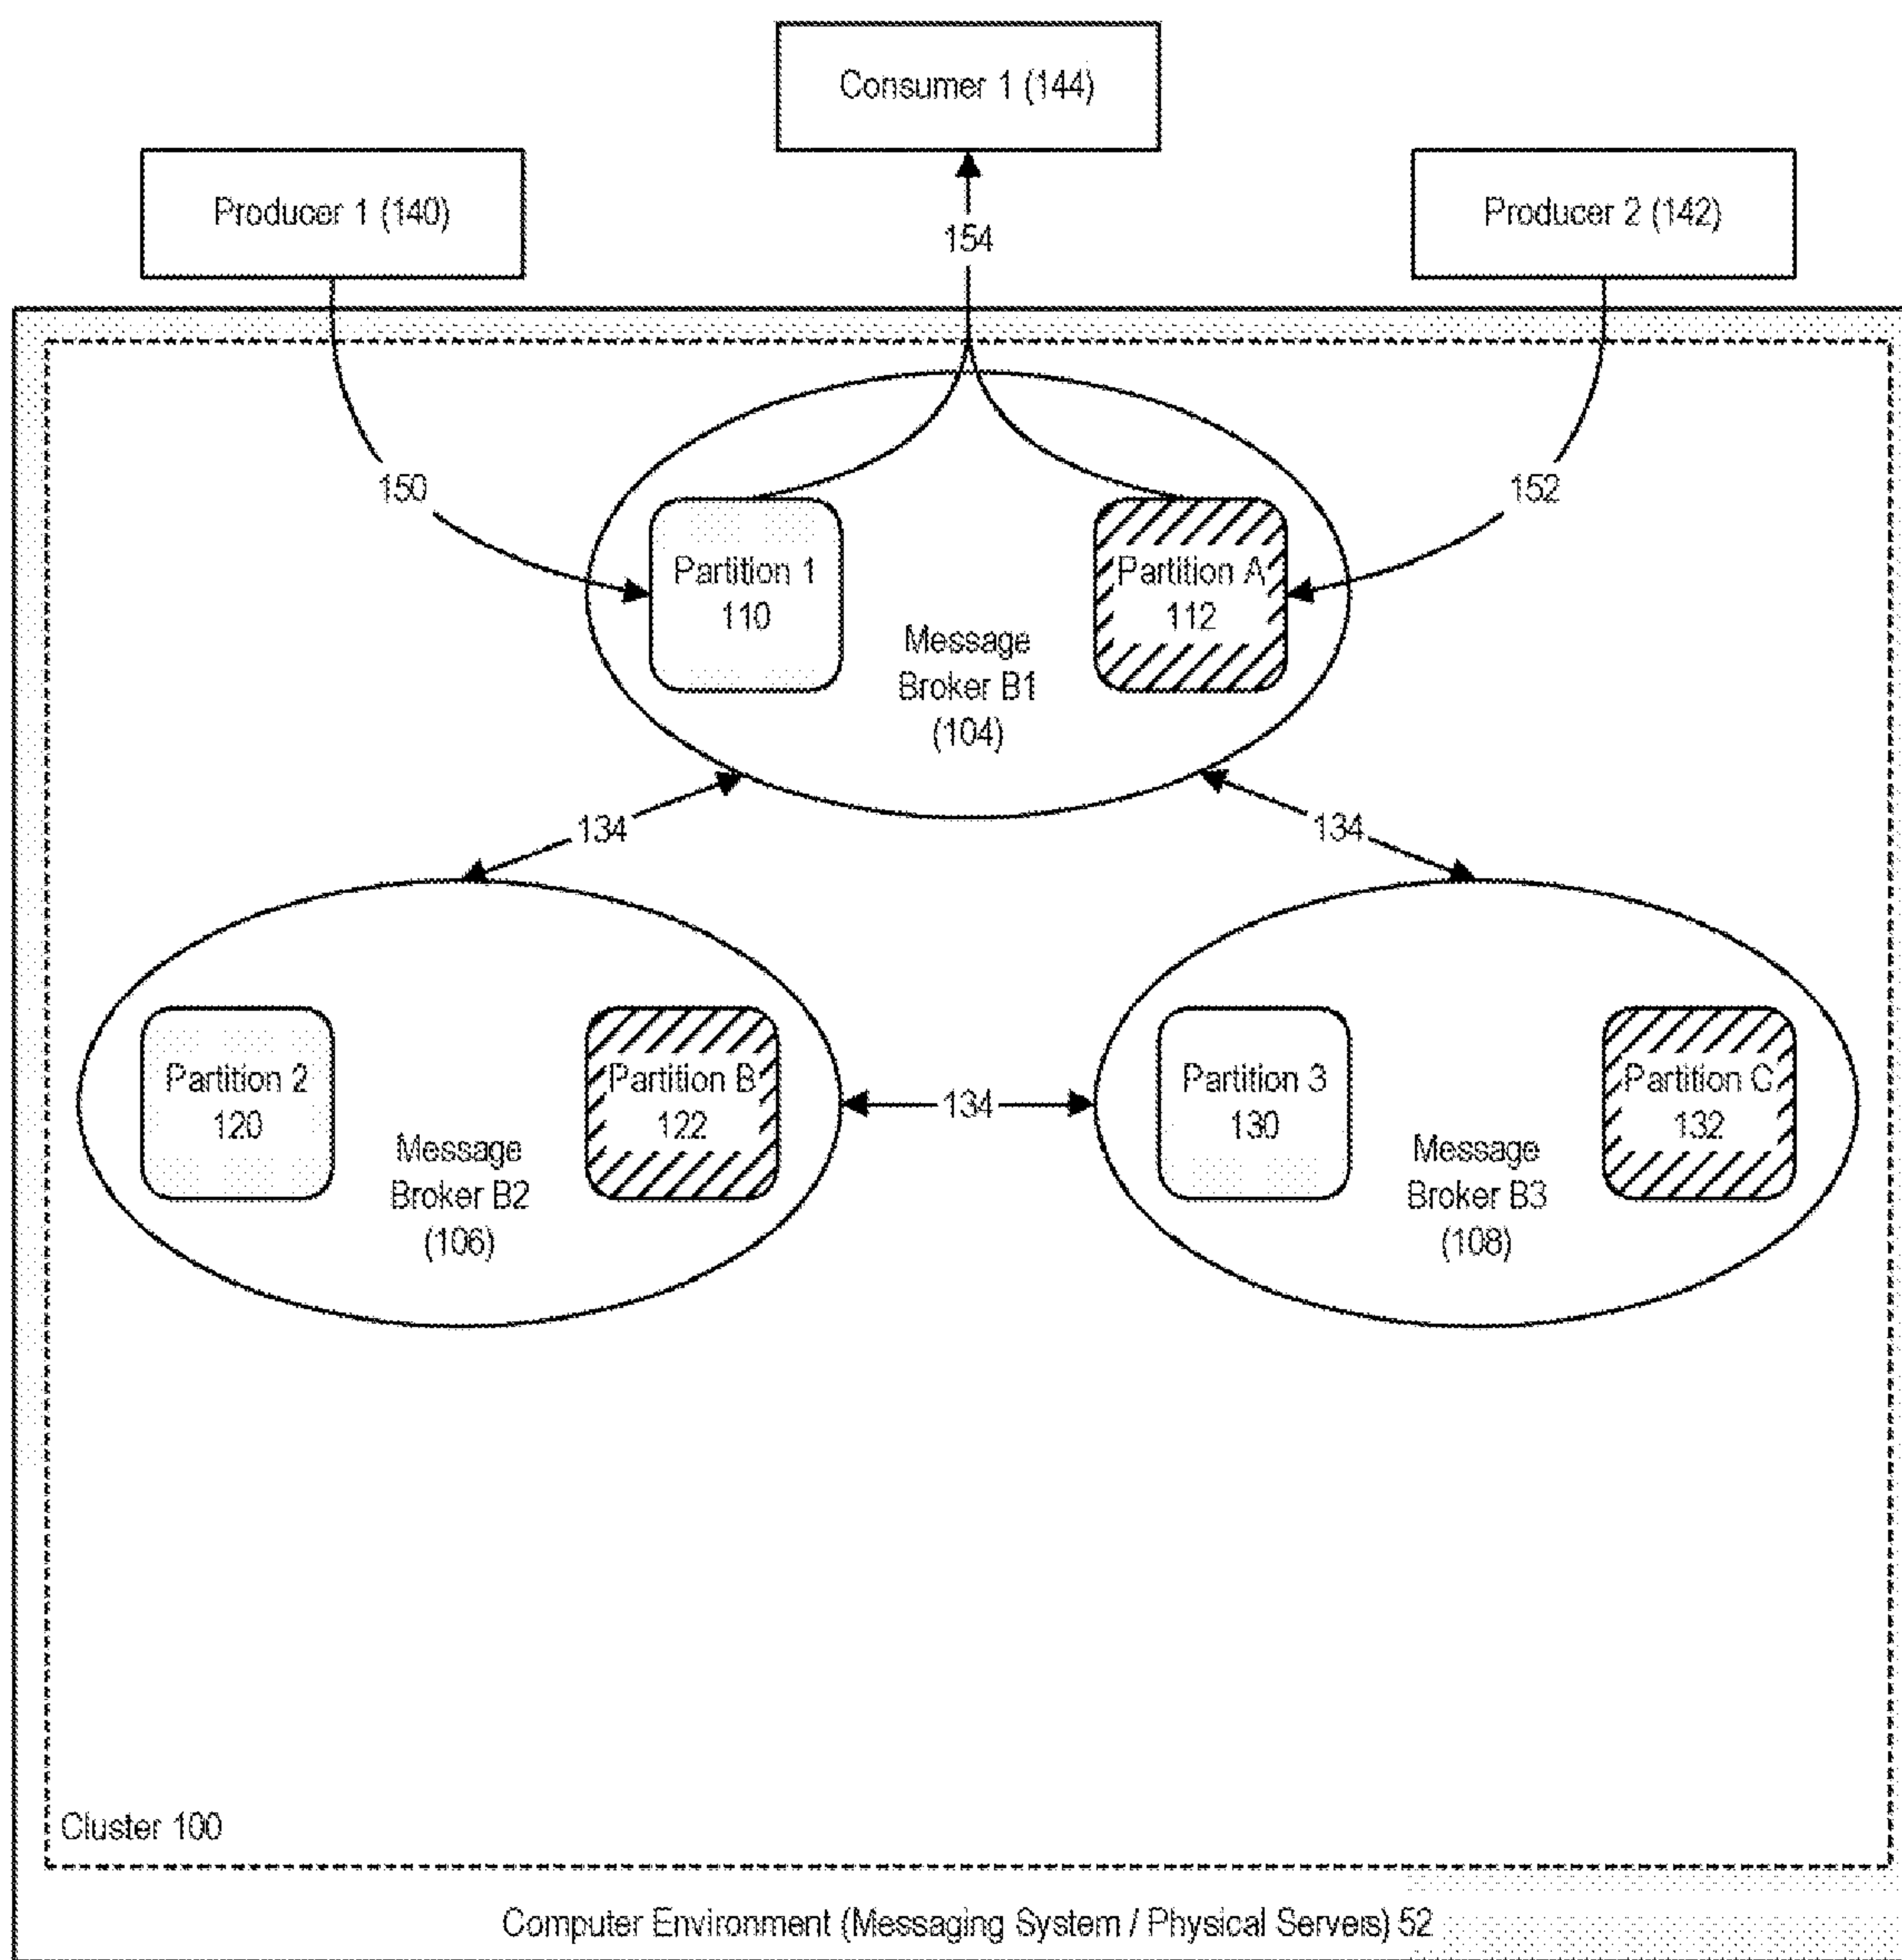 Consumer 1 (144)
Producer 1 (140)
Producer 2 (142)
154
150
152
Partition 1
110
Partition A
112
Message
Broker B1
(104)
134
134
Partition 2
120
Partition B
122
Message
Broker B2
(106)
134
Partition 3
130
Partition C
132
Message
Broker B3
(108)
Cluster 100
Computer Environment (Messaging System / Physical Servers) 52